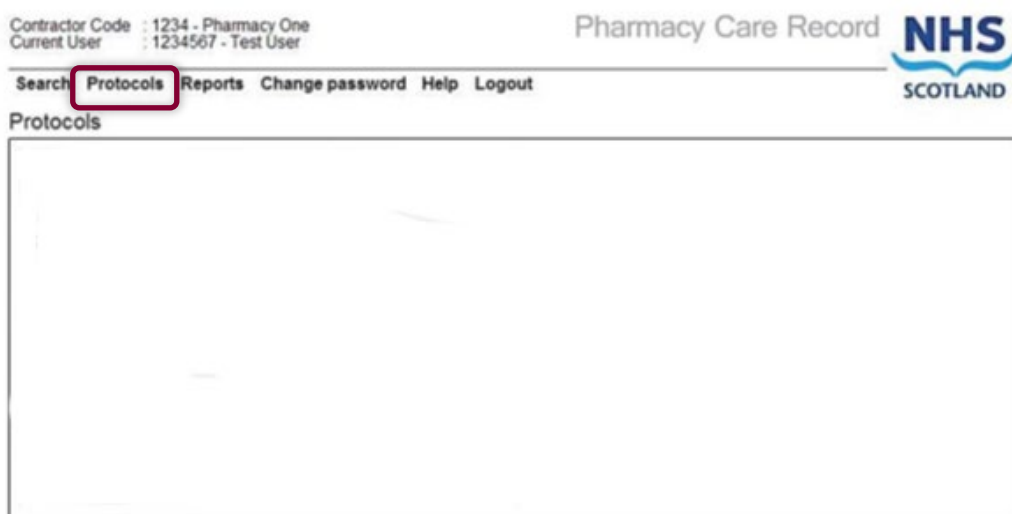 Contractor Code : 1234 - Pharmacy One
Current User : 1234567 - Test User
Pharmacy Care Record
NHS
SCOTLAND
Search Protocols Reports Change password Help Logout
Protocols